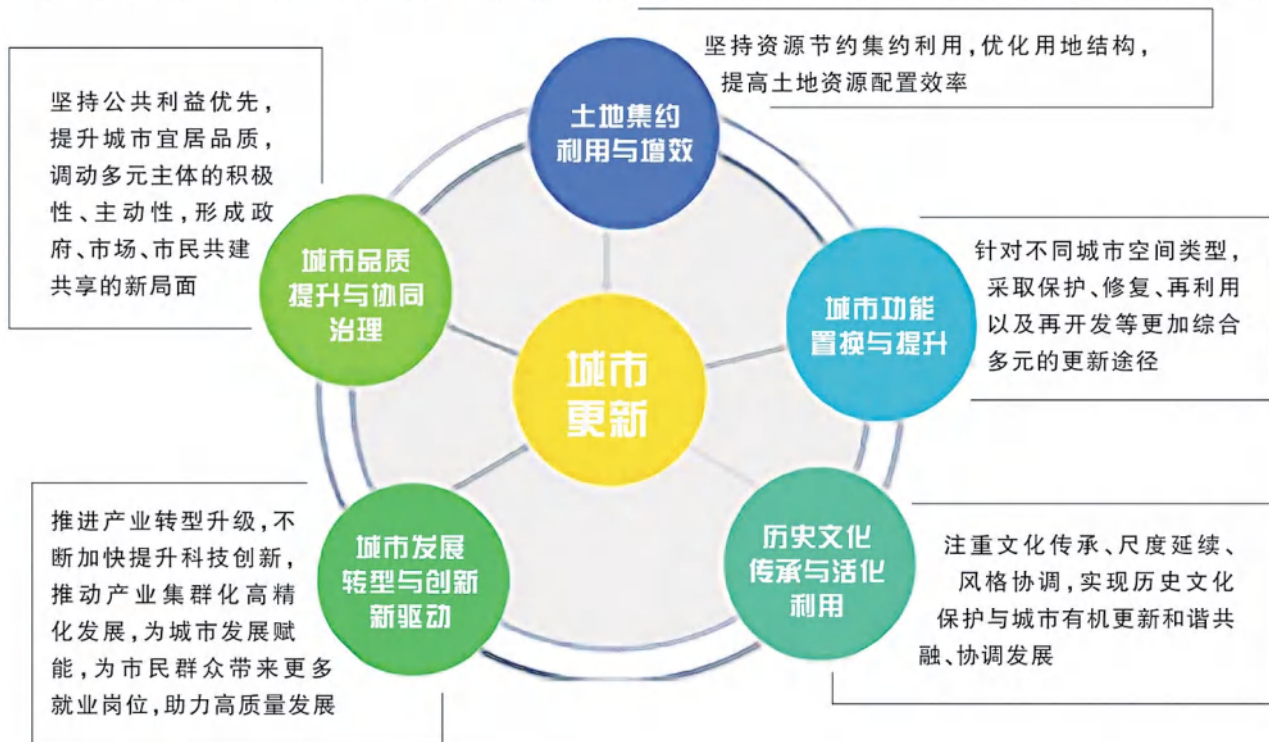 坚持资源节约集约利用,优化用地结构,
提高土地资源配置效率
土地集约
利用与增效
坚持公共利益优先,
提升城市宜居品质,
调动多元主体的积极
性、主动性,形成政
府、市场、市民共建
共享的新局面
城市品质
提升与协同
治理
针对不同城市空间类型,
采取保护、修复、再利用
以及再开发等更加综合
多元的更新途径
城市功能
置换与提升
城市
更新
推进产业转型升级,不
断加快提升科技创新,
推动产业集群化高精
化发展,为城市发展赋
能,为市民群众带来更多
就业岗位,助力高质量发展
城市发展
转型与创新
新驱动
历史文化
传承与活化
利用
注重文化传承、尺度延续、
风格协调,实现历史文化
保护与城市有机更新和谐共
融、协调发展